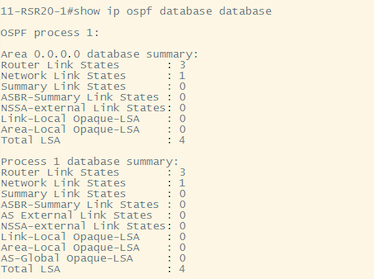 11-RSR20-1#show ip ospf database database
OSPF process 1:
Area 0.0.0.0 database summary:
Router Link States : 3
Network Link States : 1
Summary Link States : 0
ASBR-Summary Link States : 0
NSSA-external Link States: 0
Link-Local Opaque-LSA : 0
Area-Local Opaque-LSA : 0
Total LSA : 4
Process 1 database summary:
Router Link States : 3
Network Link States : 1
Summary Link States : 0
ASBR-Summary Link States : 0
AS External Link States : 0
NSSA-external Link States: 0
Link-Local Opaque-LSA : 0
Area-Local Opaque-LSA : 0
AS-Global Opaque-LSA : 0
Total LSA : 4